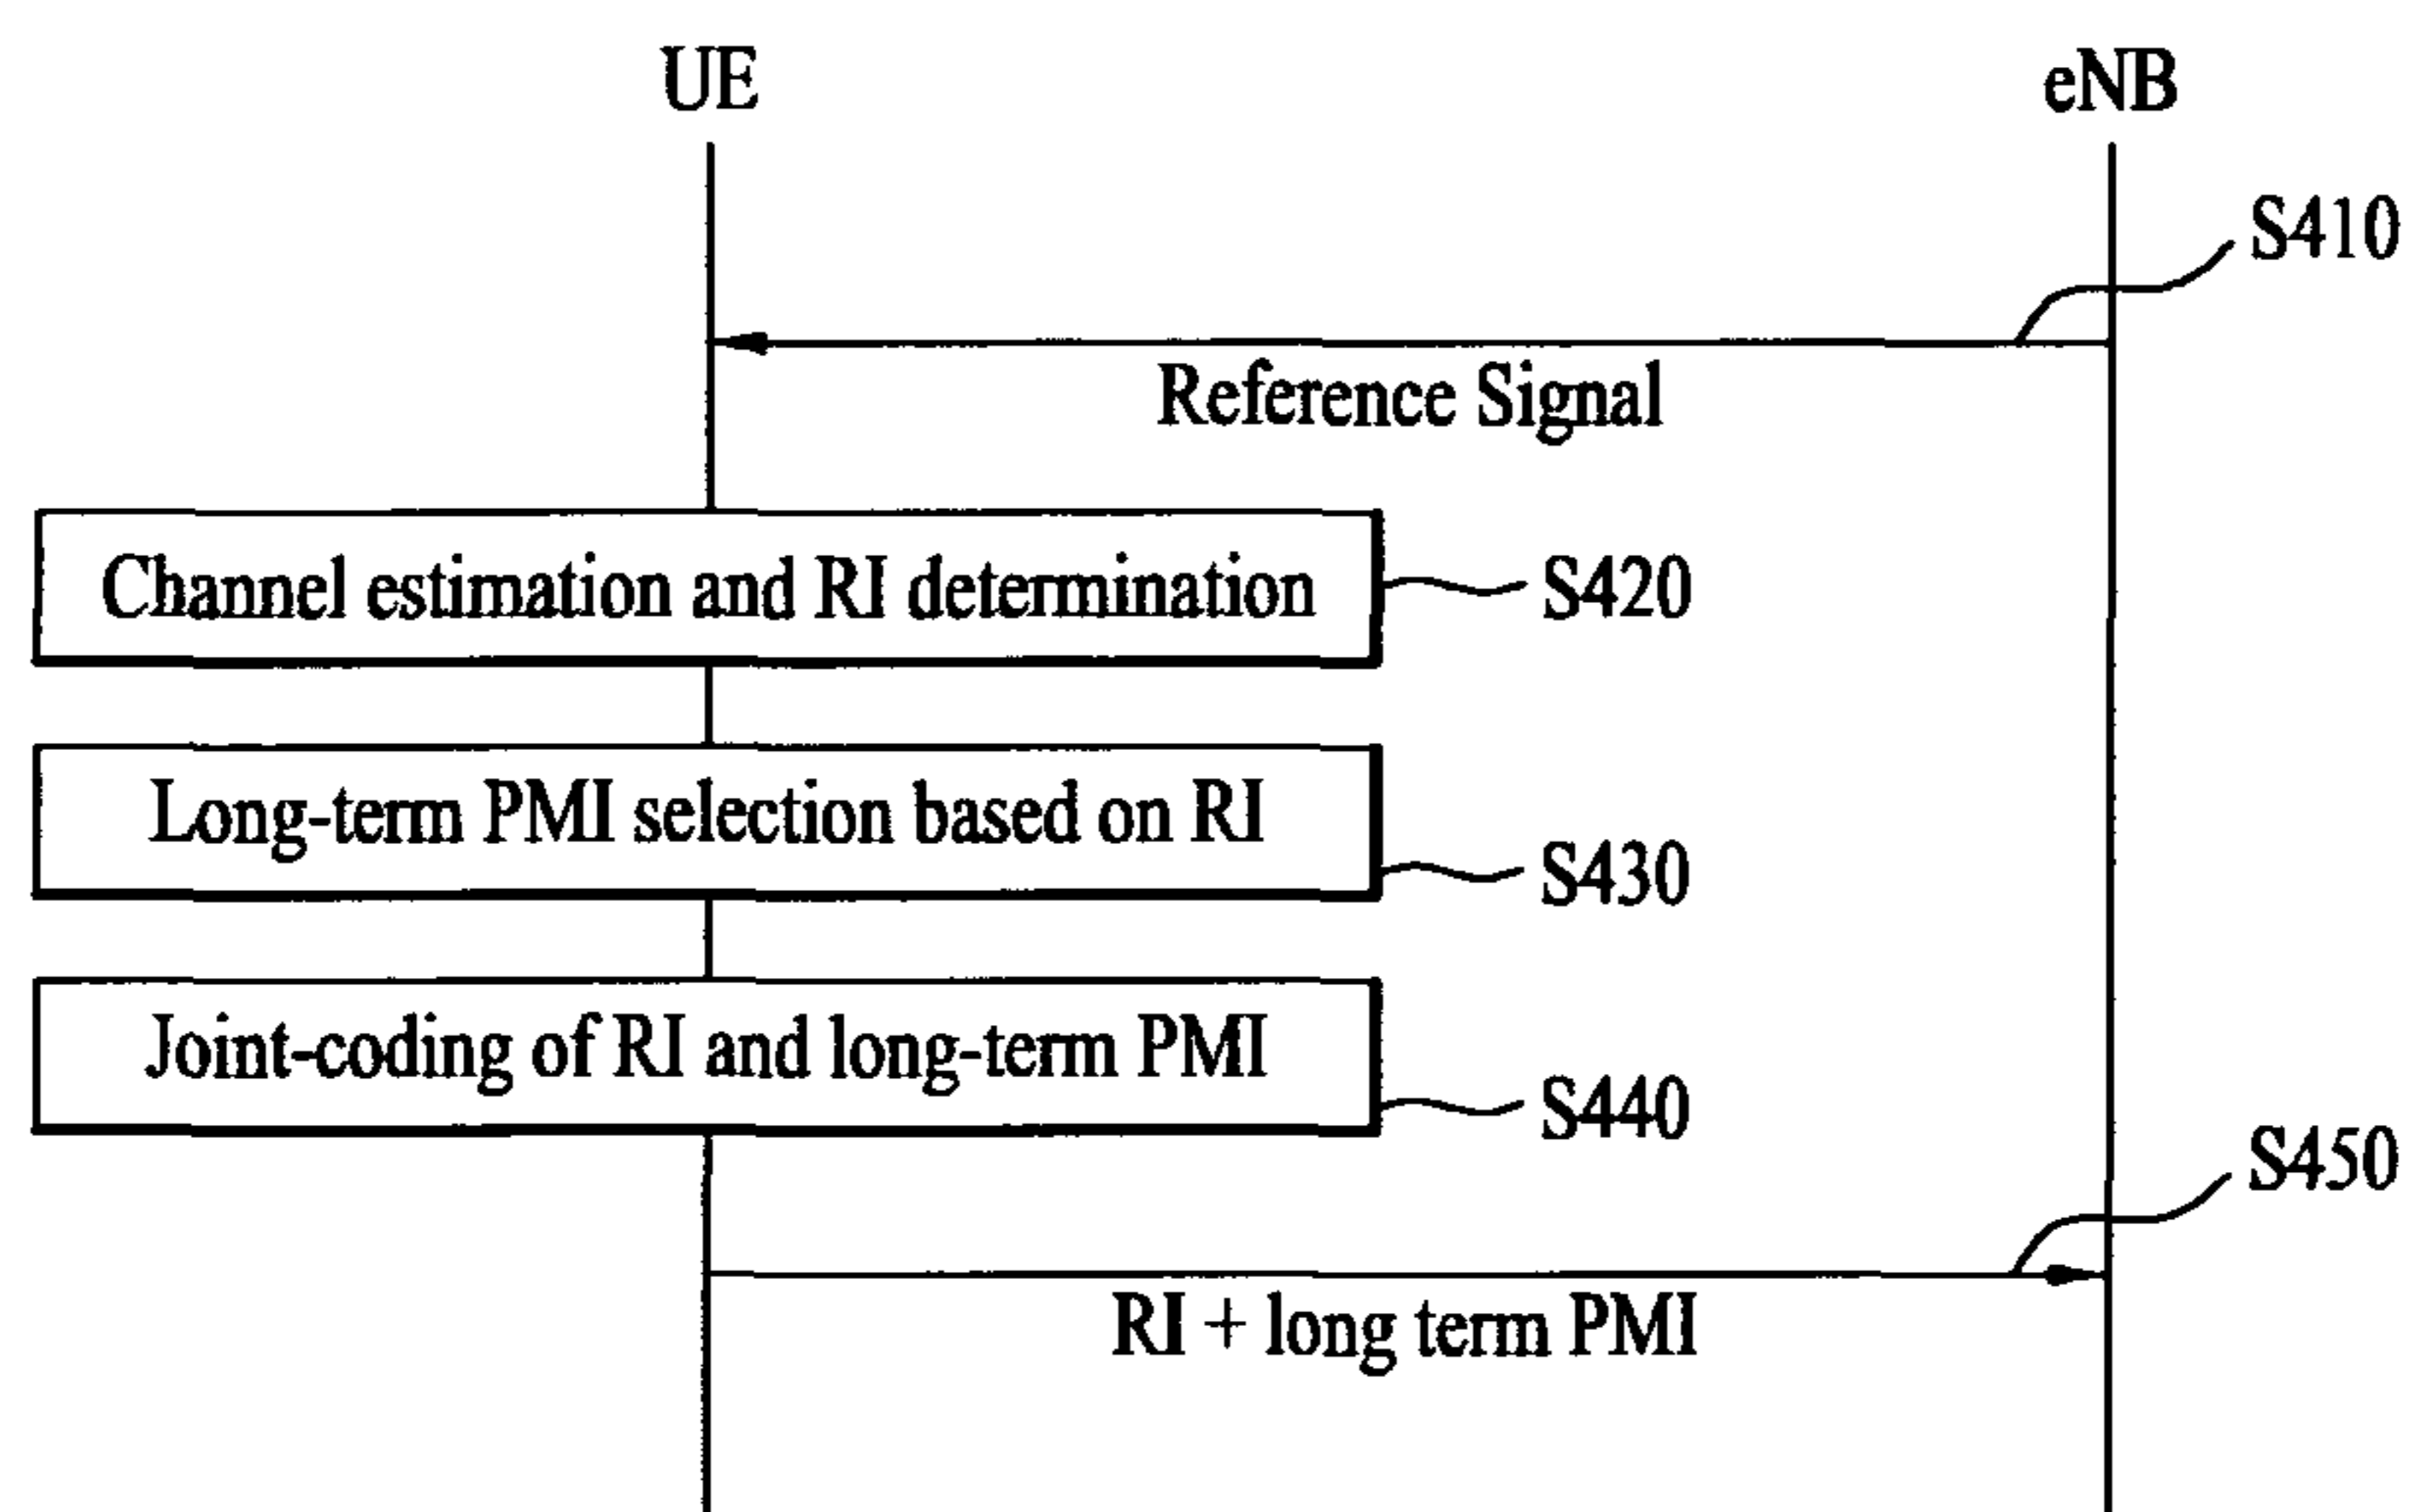 UE
eNB
S410
Reference Signal
Channel estimation and RI determination
S420
Long-term PMI selection based on RI
S430
Joint-coding of RI and long-term PMI
S440
S450
RI + long term PMI